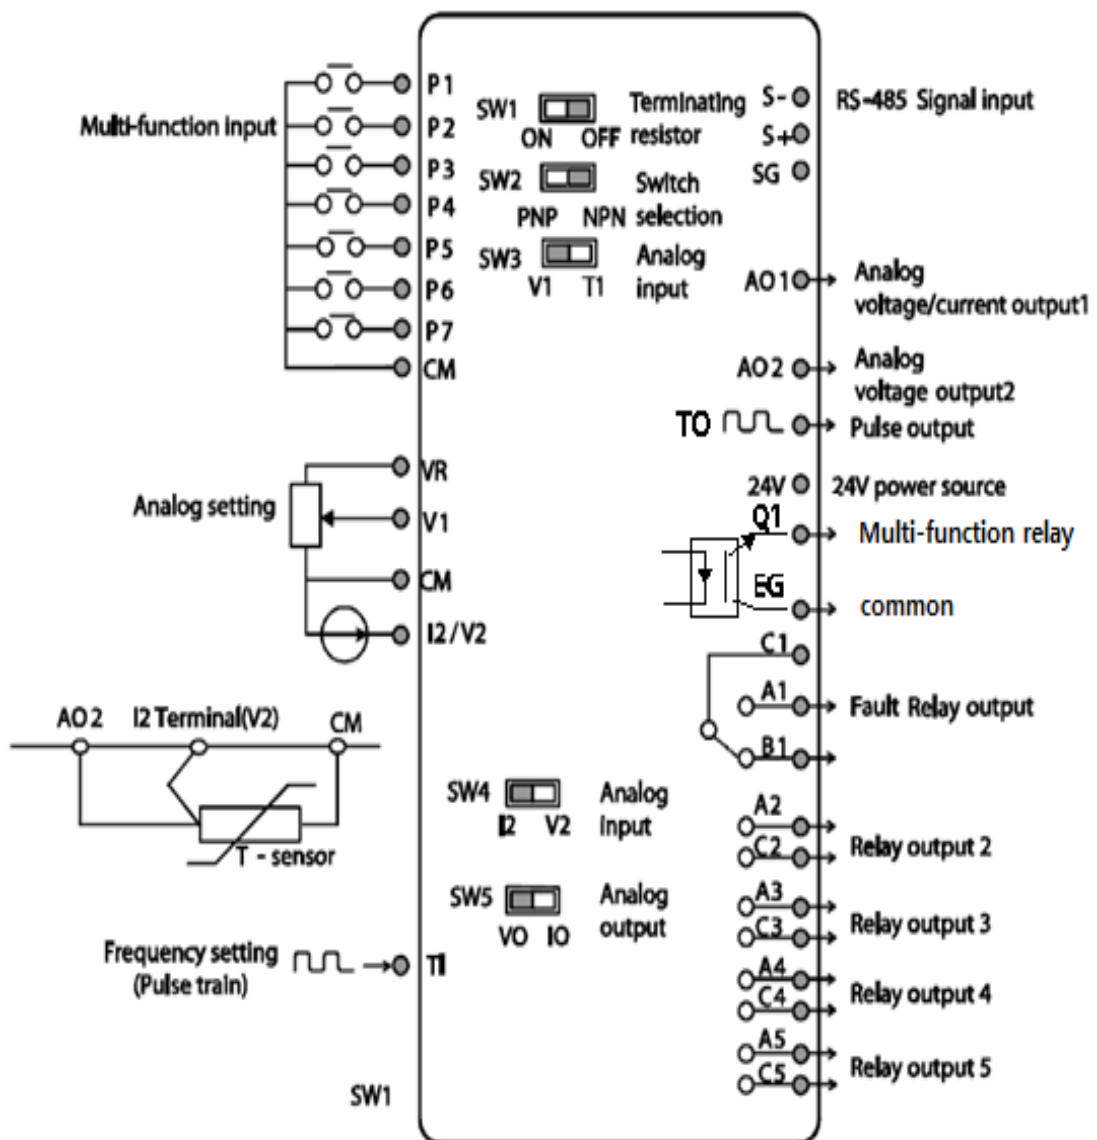 Multi-function input
P1
P2
P3
P4
P5
P6
P7
CM
SW1
ON OFF
Terminating
resistor
SW2
PNP NPN
Switch
selection
SW3
V1 T1
Analog
input
S-
S+
SG
RS-485 Signal input
AO1
Analog
voltage/current output1
AO2
Analog
voltage output2
TO
Pulse output
24V
24V power source
Q1
Multi-function relay
EG
common
Analog setting
VR
V1
CM
I2/V2
AO2
I2 Terminal(V2)
CM
T - sensor
C1
A1
B1
Fault Relay output
SW4
I2 V2
Analog
input
SW5
VO IO
Analog
output
A2
C2
Relay output 2
A3
C3
Relay output 3
A4
C4
Relay output 4
A5
C5
Relay output 5
Frequency setting
(Pulse train)
TI
SW1